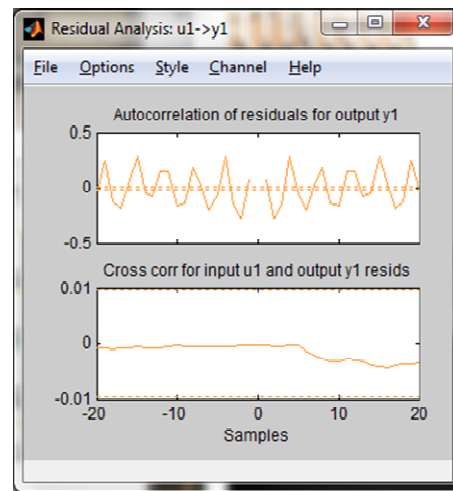 Residual Analysis: u1->y1
File Options Style Channel Help
Autocorrelation of residuals for output y1
0.5
0
-0.5
Cross corr for input u1 and output y1 resids
0.01
0
-0.01
-20 -10 0 10 20
Samples